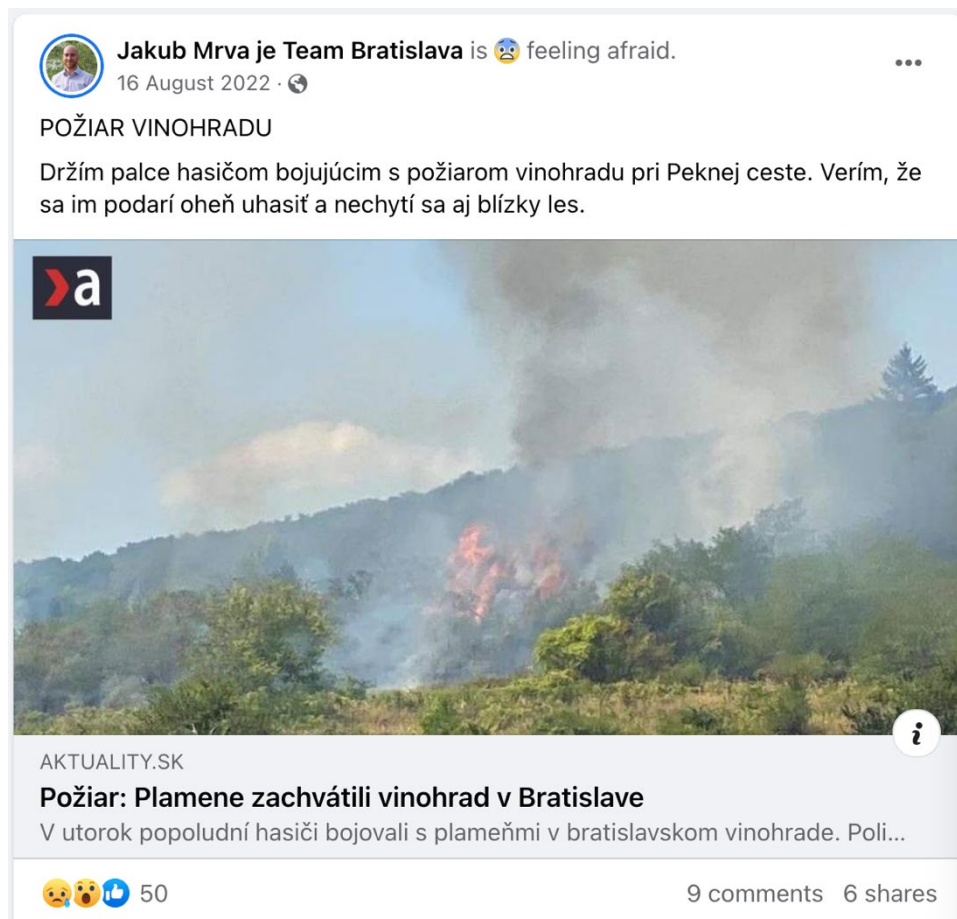 Jakub Mrva je Team Bratislava is 😨 feeling afraid.
16 August 2022 ·
POŽIAR VINOHRADU
Držím palce hasičom bojujúcim s požiarom vinohradu pri Peknej ceste. Verím, že
sa im podarí oheň uhasiť a nechytí sa aj blízky les.
a
i
AKTUALITY.SK
Požiar: Plamene zachvátili vinohrad v Bratislave
V utorok popoludní hasiči bojovali s plameňmi v bratislavskom vinohrade. Poli...
50 9 comments 6 shares